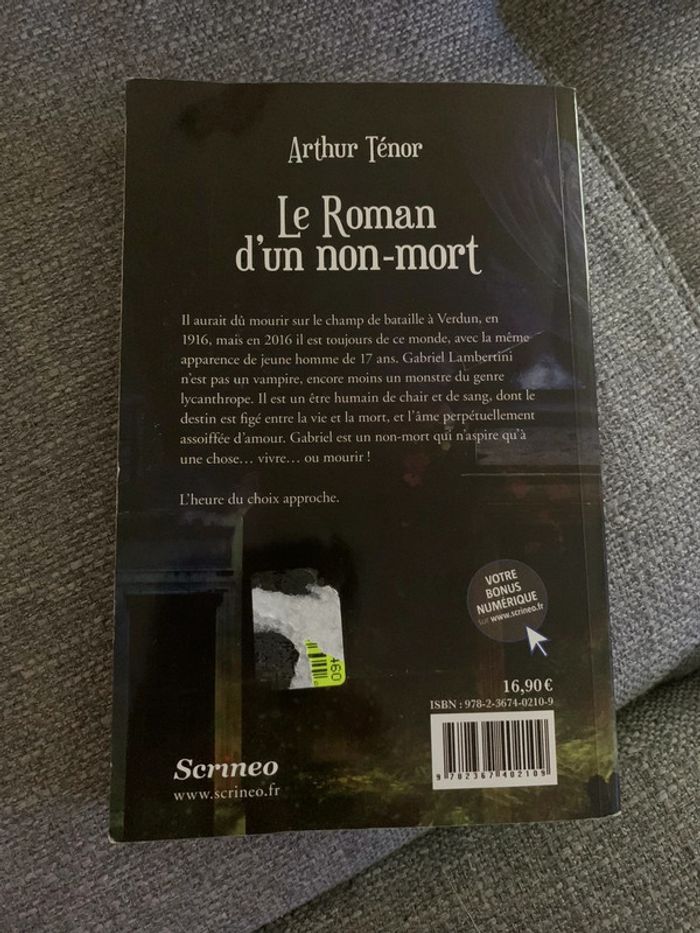 Arthur Ténor
Le Roman
d'un non-mort
Il aurait dû mourir sur le champ de bataille à Verdun, en
1916, mais en 2016 il est toujours de ce monde, avec la même
apparence de jeune homme de 17 ans. Gabriel Lambertini
n'est pas un vampire, encore moins un monstre du genre
lycanthrope. Il est un être humain de chair et de sang, dont le
destin est figé entre la vie et la mort, et l'âme perpétuellement
assoiffée d'amour. Gabriel est un non-mort qui n'aspire qu'à
une chose… vivre… ou mourir !
L'heure du choix approche.
VOTRE
BONUS
NUMÉRIQUE
sur www.scrineo.fr
16,90 €
ISBN : 978-2-3674-0210-9
9 782367 402109
Scrineo
www.scrineo.fr